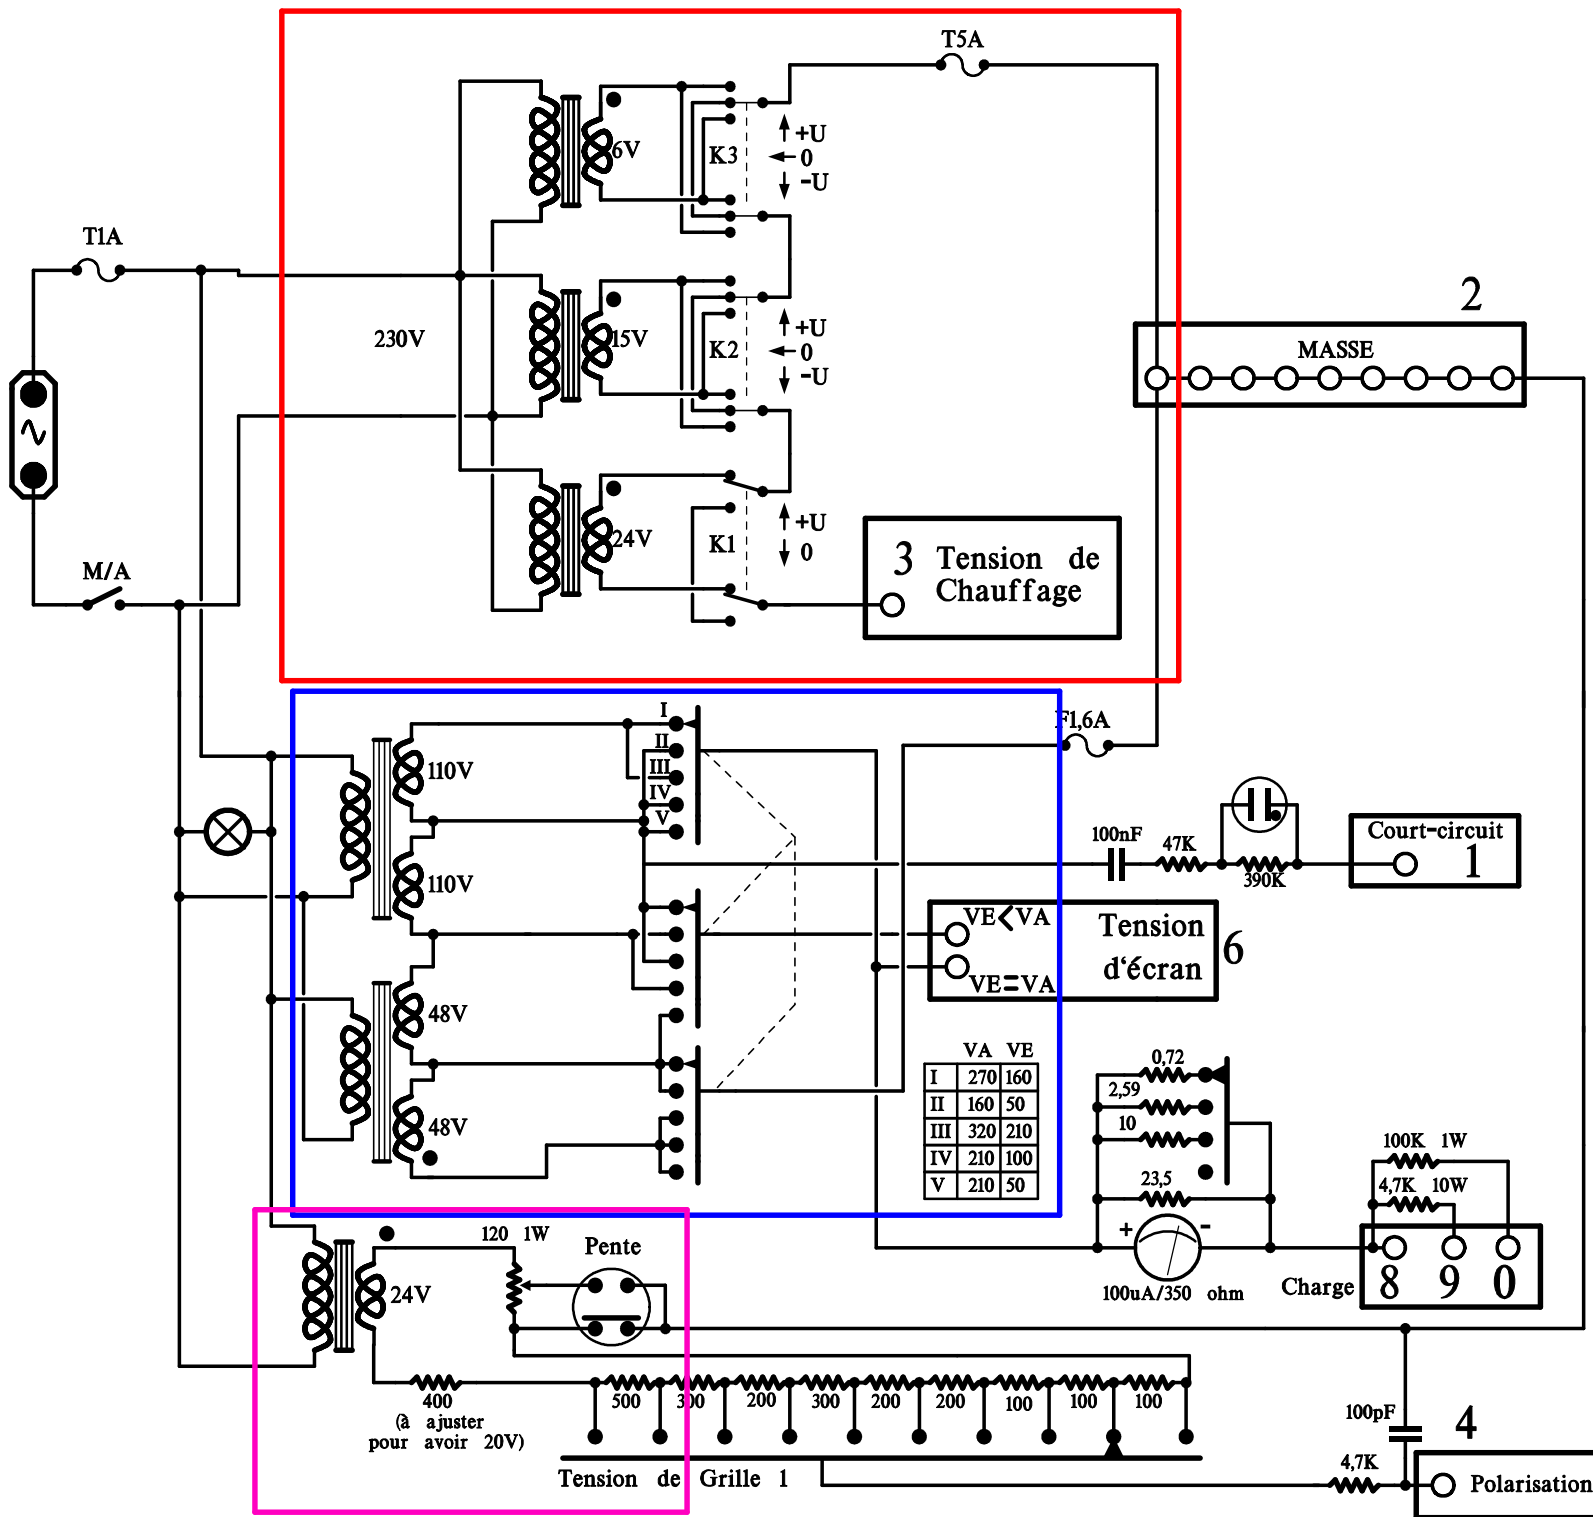 T5A
6V
K3
+U
0
-U
T1A
230V
15V
K2
+U
0
-U
2
MASSE
24V
K1
+U
0
3 Tension de
Chauffage
M/A
I
II
III
IV
V
110V
110V
F1,6A
100nF
47K
390K
Court-circuit
1
VE<VA
VE=VA
Tension
d'écran
6
48V
48V
VA VE
I 270 160
II 160 50
III 320 210
IV 210 100
V 210 50
0,72
2,59
10
23,5
+
-
100uA/350 ohm
100K 1W
4,7K 10W
Charge
8 9 0
120 1W
Pente
24V
400
(à ajuster
pour avoir 20V)
500 300 200 300 200 200 100 100 100
Tension de Grille 1
100pF
4,7K
4
Polarisation